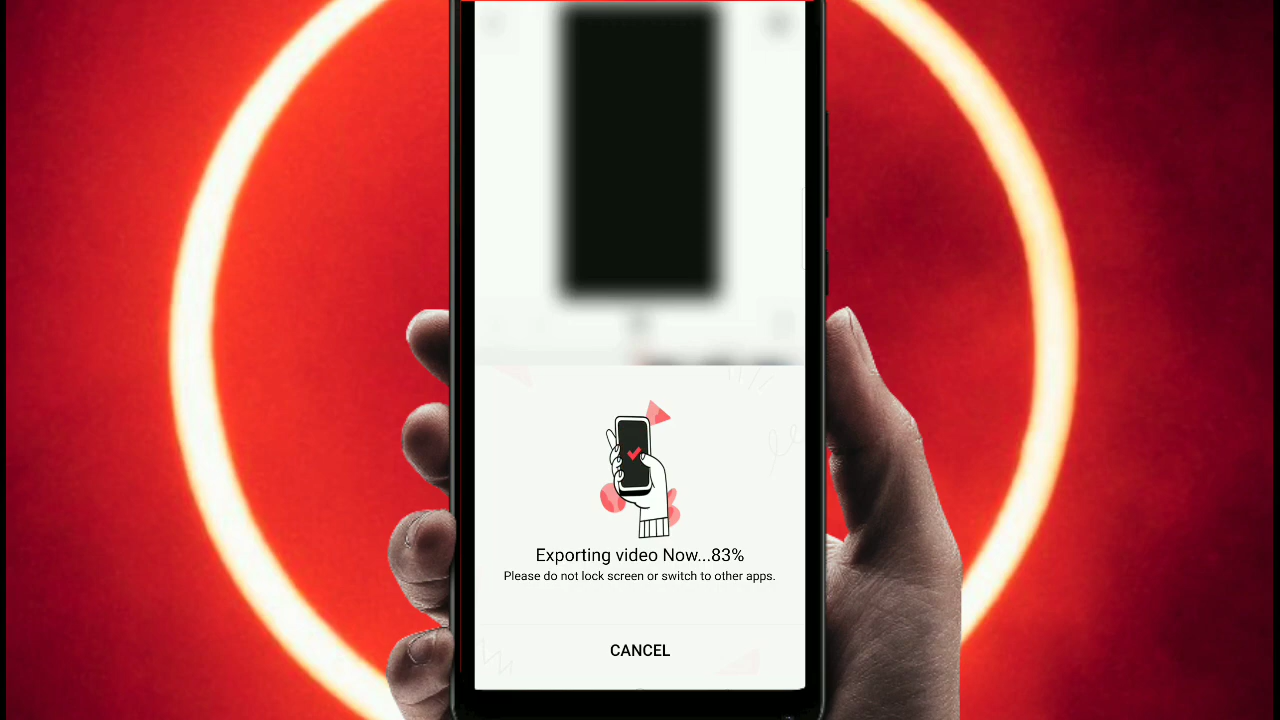 Exporting video Now...83%
Please do not lock screen or switch to other apps.
CANCEL